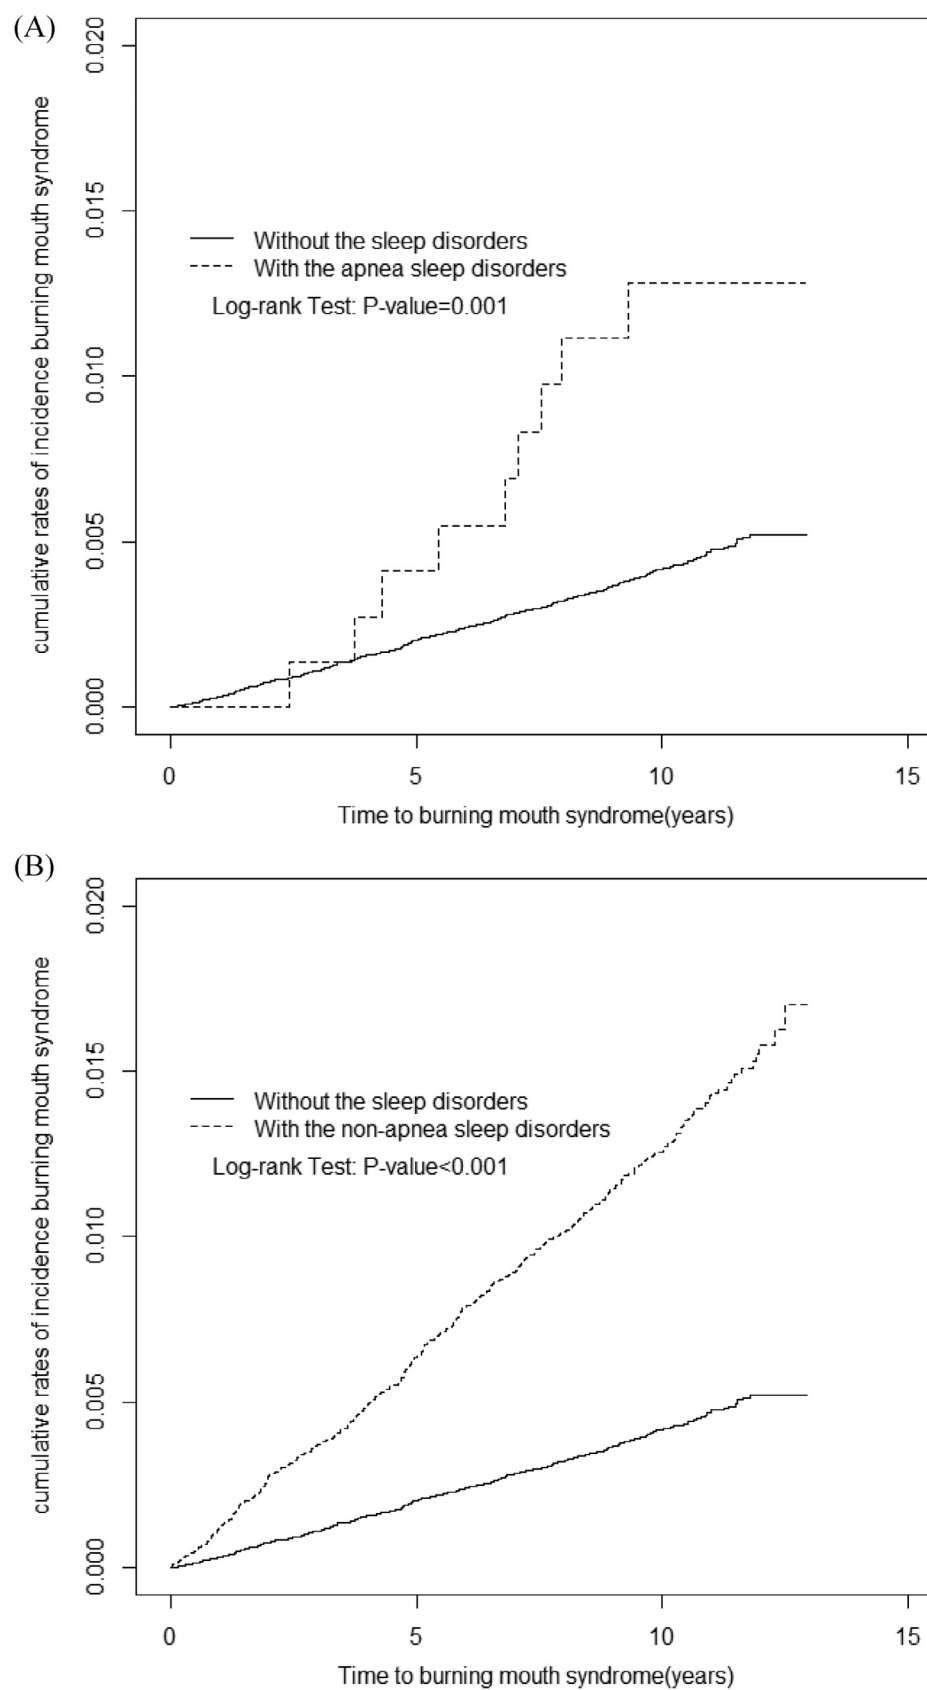 (A)
cumulative rates of incidence burning mouth syndrome
0.020
0.015
0.010
0.005
0.000
Without the sleep disorders
With the apnea sleep disorders
Log-rank Test: P-value=0.001
0 5 10 15
Time to burning mouth syndrome(years)
(B)
cumulative rates of incidence burning mouth syndrome
0.020
0.015
0.010
0.005
0.000
Without the sleep disorders
With the non-apnea sleep disorders
Log-rank Test: P-value<0.001
0 5 10 15
Time to burning mouth syndrome(years)